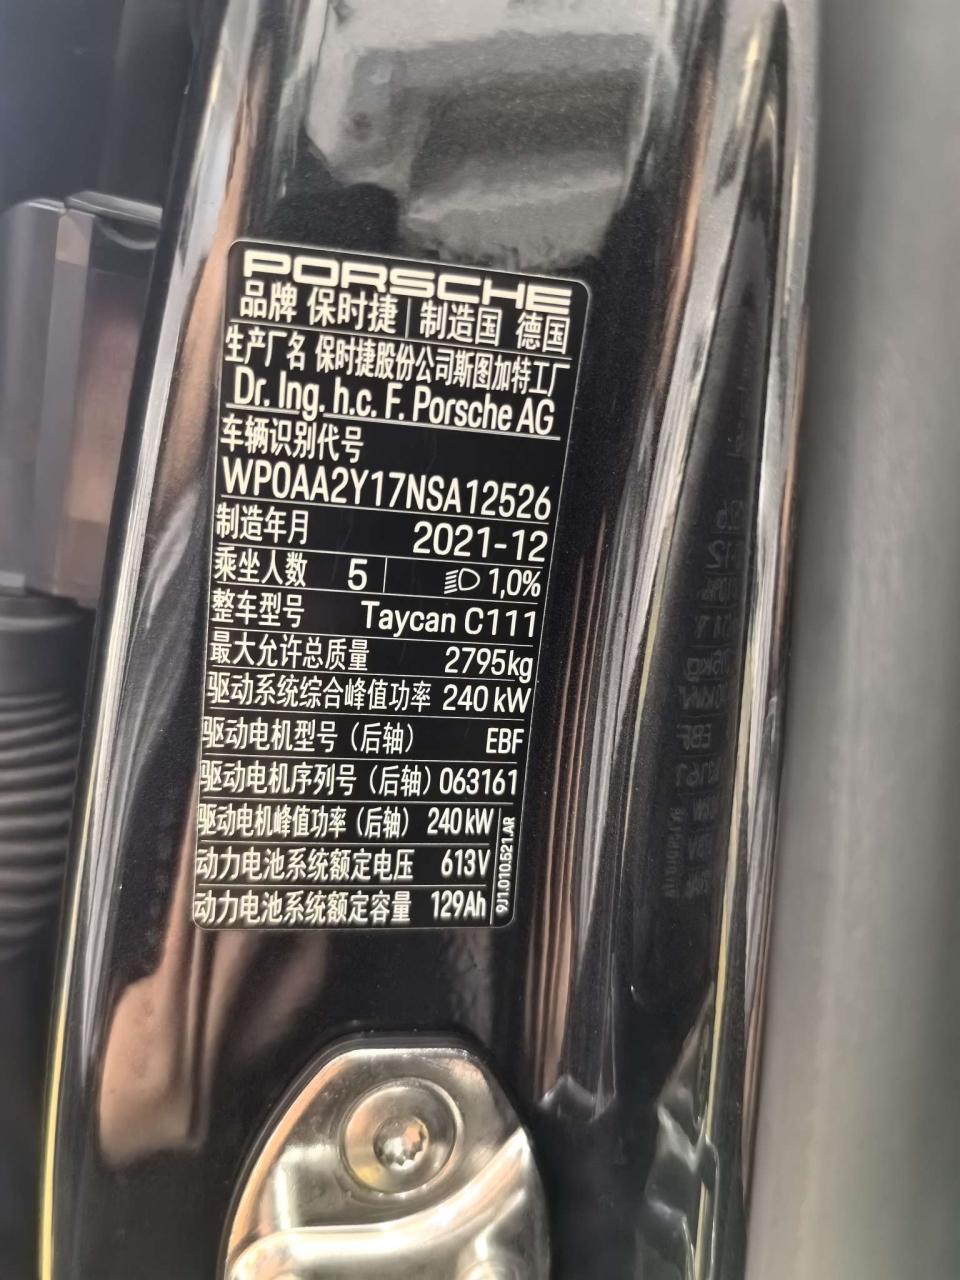 PORSCHE
品牌 保时捷 制造国 德国
生产厂名 保时捷股份公司斯图加特工厂
Dr. Ing. h.c. F. Porsche AG
车辆识别代号
WP0AA2Y17NSA12526
制造年月 2021-12
乘坐人数 5 1,0%
整车型号 Taycan C111
最大允许总质量 2795kg
驱动系统综合峰值功率 240 kW
驱动电机型号（后轴） EBF
驱动电机序列号（后轴）063161
驱动电机峰值功率（后轴） 240 kW
动力电池系统额定电压 613V
动力电池系统额定容量 129Ah
9J1.010.521.AR